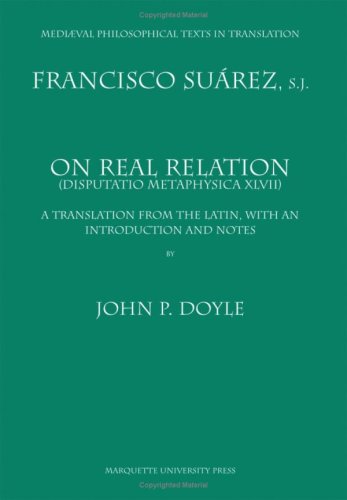 Copyrighted Material
MEDIÆVAL PHILOSOPHICAL TEXTS IN TRANSLATION
FRANCISCO SUÁREZ, S.J.
ON REAL RELATION
(DISPUTATIO METAPHYSICA XLVII)
A TRANSLATION FROM THE LATIN, WITH AN
INTRODUCTION AND NOTES
BY
JOHN P. DOYLE
MARQUETTE UNIVERSITY PRESS
Copyrighted Material